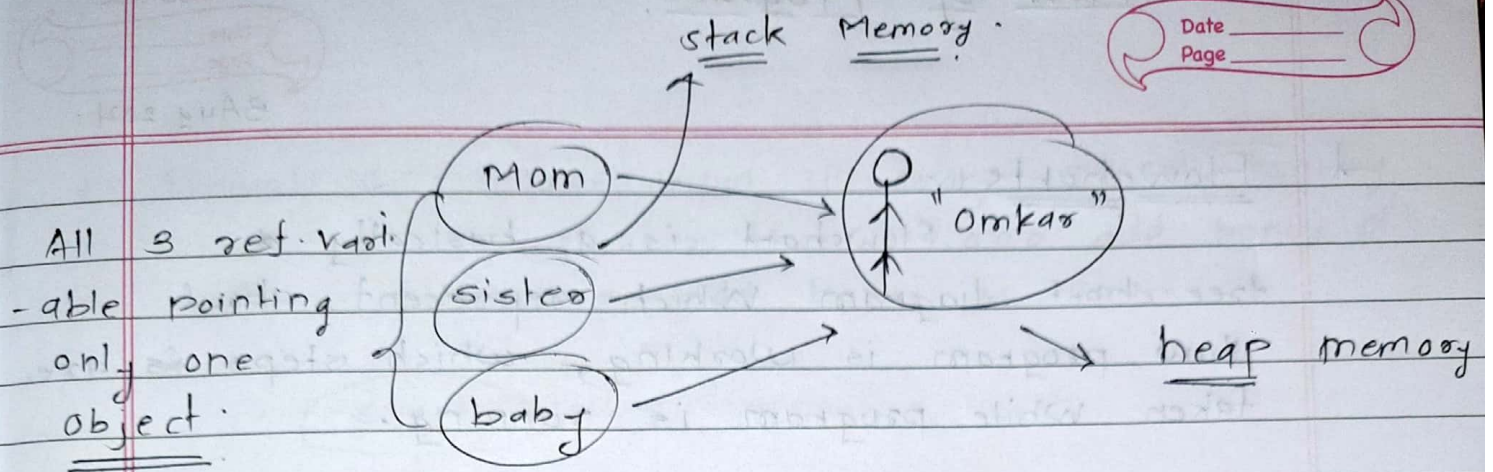 stack Memory.
Date
Page
Mom
"Omkar"
All 3 ref. vari.
-able pointing
sister
only one
heap memory
object.
baby